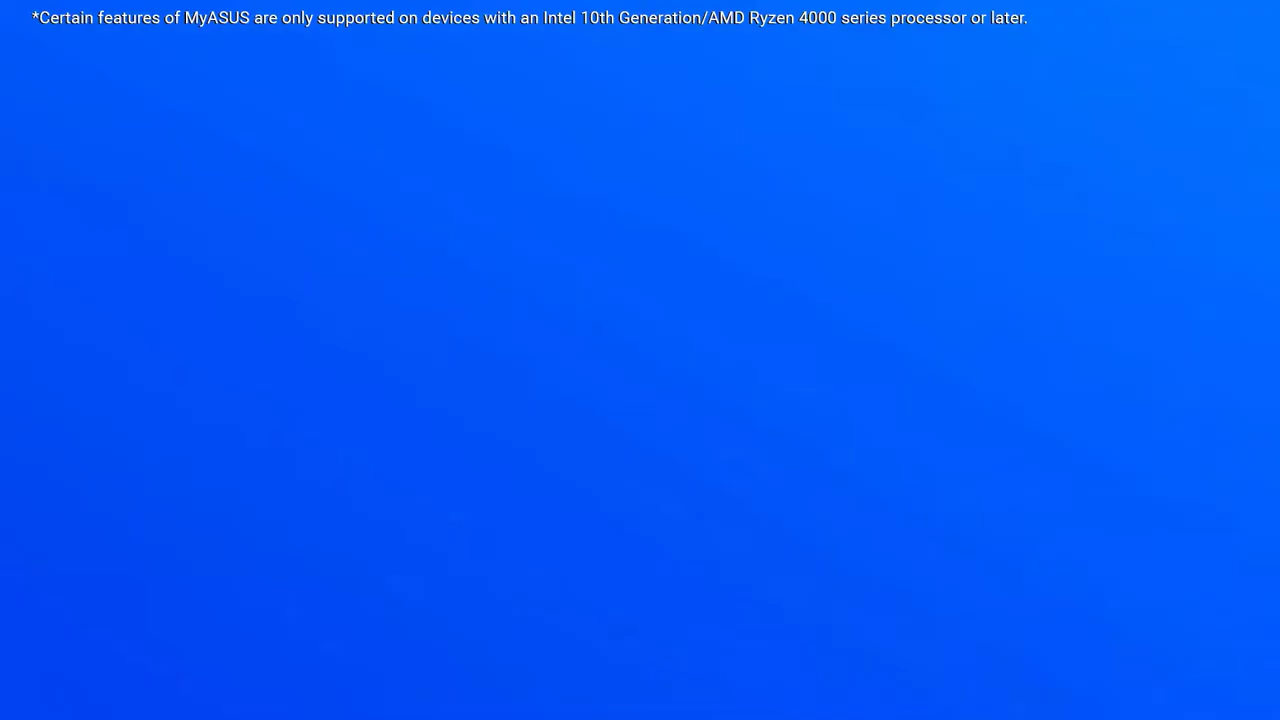 *Certain features of MyASUS are only supported on devices with an Intel 10th Generation/AMD Ryzen 4000 series processor or later.